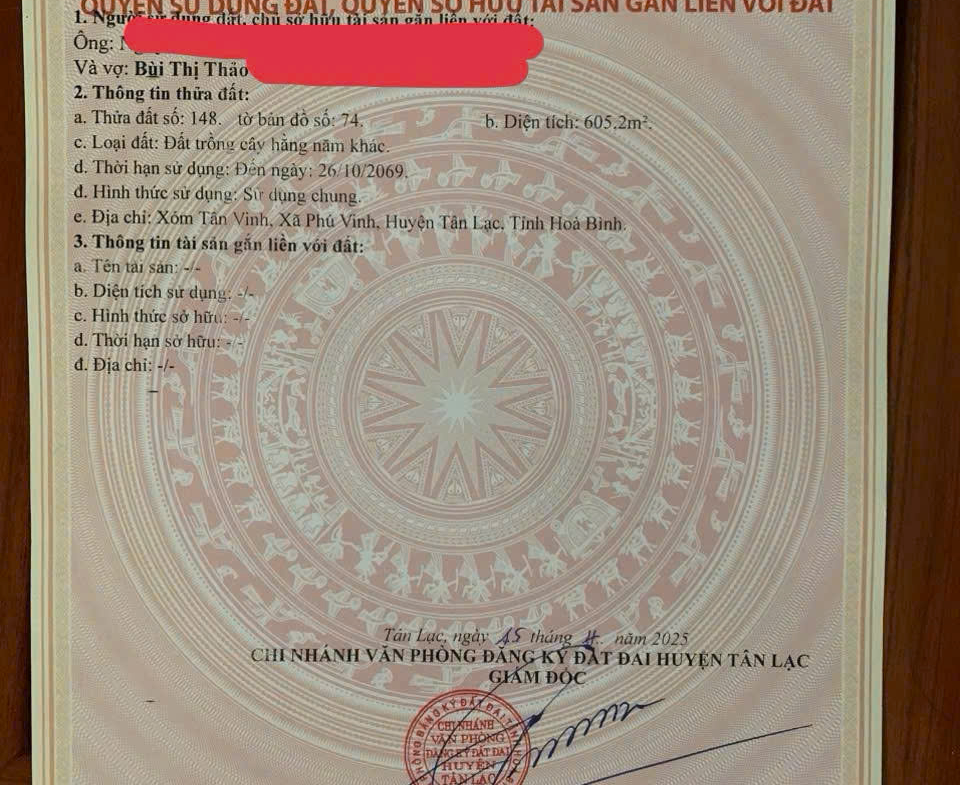 QUYỀN SỬ DỤNG ĐẤT, QUYỀN SỞ HỮU TÀI SẢN GẮN LIỀN VỚI ĐẤT
1. Người sử dụng đất, chủ sở hữu tài sản gắn liền với đất:
Ông:
Và vợ: Bùi Thị Thảo
2. Thông tin thửa đất:
a. Thửa đất số: 148. tờ bản đồ số: 74. b. Diện tích: 605.2m².
c. Loại đất: Đất trồng cây hằng năm khác.
d. Thời hạn sử dụng: Đến ngày: 26/10/2069.
đ. Hình thức sử dụng: Sử dụng chung.
e. Địa chỉ: Xóm Tân Vinh, Xã Phú Vinh, Huyện Tân Lạc, Tỉnh Hoà Bình.
3. Thông tin tài sản gắn liền với đất:
a. Tên tài sản: -/-
b. Diện tích sử dụng: -/-
c. Hình thức sở hữu: -/-
d. Thời hạn sở hữu: -/-
đ. Địa chỉ: -/-
Tân Lạc, ngày 15 tháng 4. năm 2025
CHI NHÁNH VĂN PHÒNG ĐĂNG KÝ ĐẤT ĐAI HUYỆN TÂN LẠC
GIÁM ĐỐC
PHÒNG ĐĂNG KÝ ĐẤT ĐAI
CHI NHÁNH
VĂN PHÒNG
ĐĂNG KÝ ĐẤT ĐAI
HUYỆN
TÂN LẠC